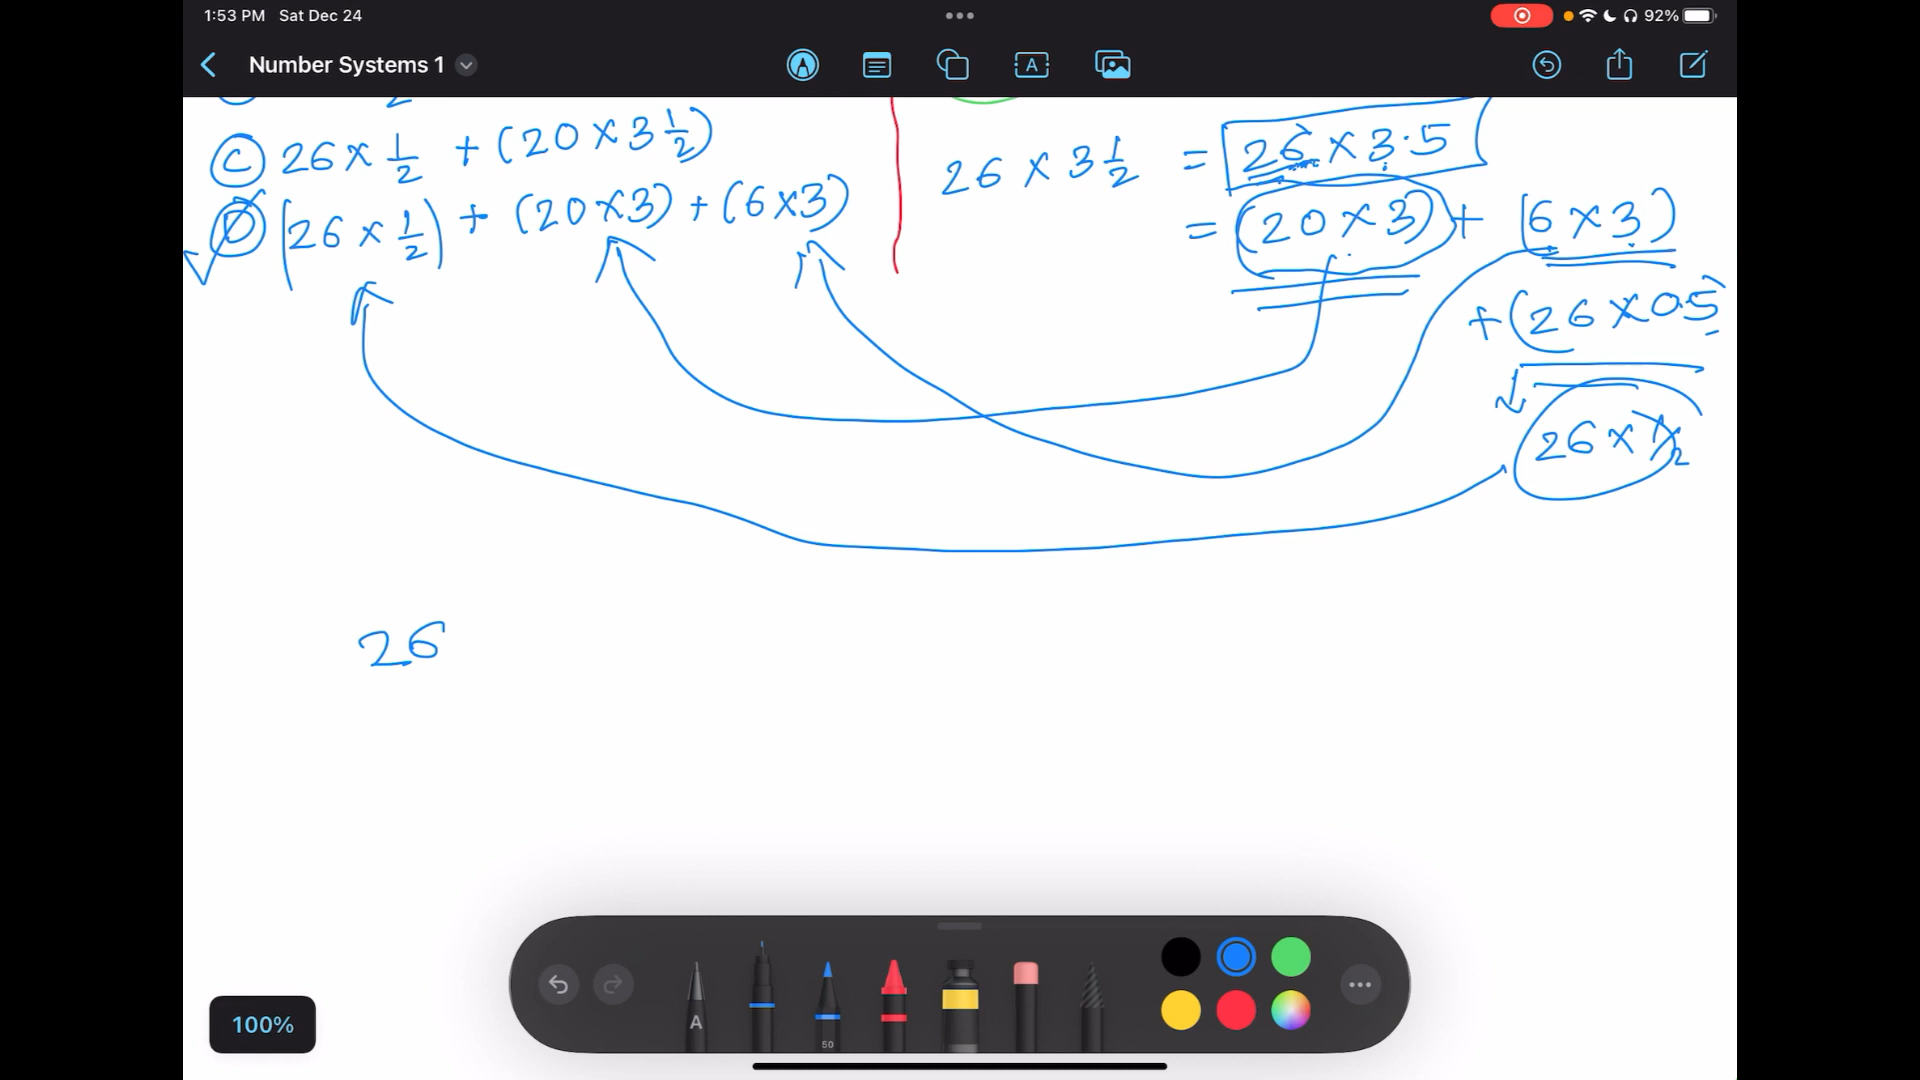 1:53 PM Sat Dec 24
92%
Number Systems 1
A
2
C 26 × 1/2 + (20 × 3 1/2)
D (26 × 1/2) + (20 × 3) + (6 × 3)
26 × 3 1/2 = 26 × 3.5
= (20 × 3) + (6 × 3)
+ (26 × 0.5
26 × 1/2
26
100%
A
50